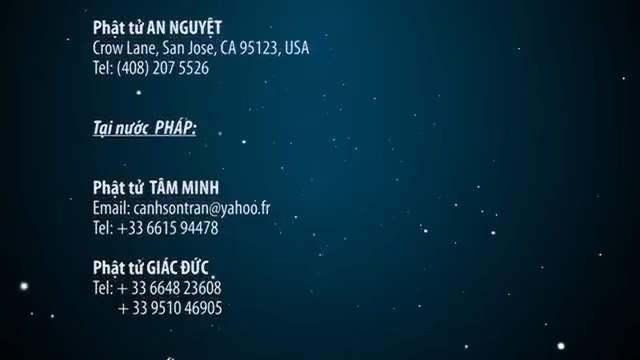 Phật tử AN NGUYỆT
Crow Lane, San Jose, CA 95123, USA
Tel: (408) 207 5526
Tại nước PHÁP:
Phật tử TÂM MINH
Email: canhsontran@yahoo.fr
Tel: +33 6615 94478
Phật tử GIÁC ĐỨC
Tel: + 33 6648 23608
+ 33 9510 46905